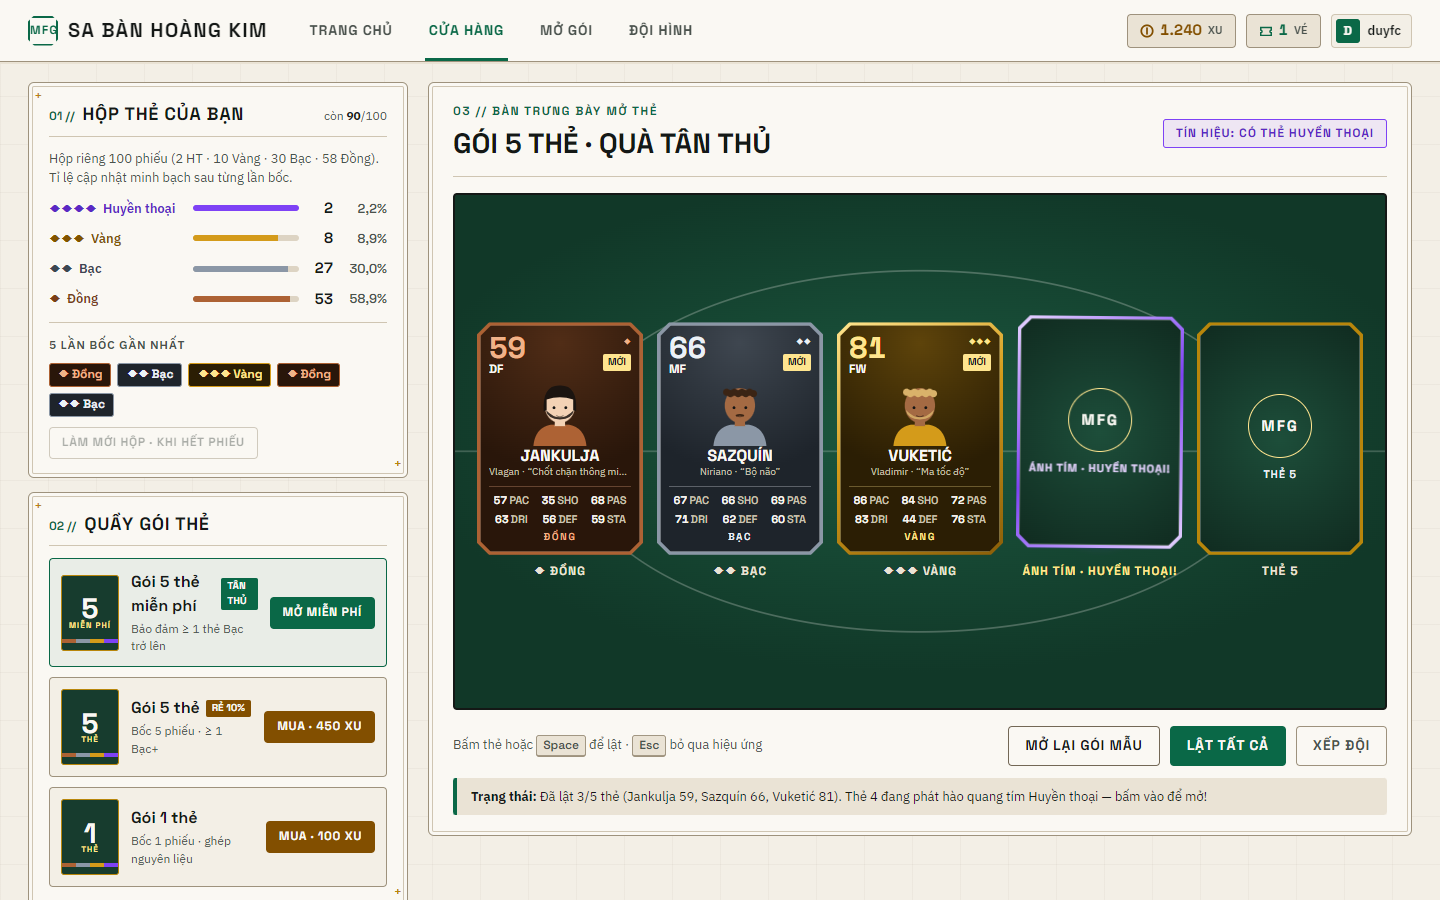 MFG SA BÀN HOÀNG KIM TRANG CHỦ CỬA HÀNG MỞ GÓI ĐỘI HÌNH 1.240 XU 1 VÉ D duyfc
01 // HỘP THẺ CỦA BẠN còn 90/100
Hộp riêng 100 phiếu (2 HT · 10 Vàng · 30 Bạc · 58 Đồng).
Tỉ lệ cập nhật minh bạch sau từng lần bốc.
Huyền thoại 2 2,2%
Vàng 8 8,9%
Bạc 27 30,0%
Đồng 53 58,9%
5 LẦN BỐC GẦN NHẤT
Đồng Bạc Vàng Đồng
Bạc
LÀM MỚI HỘP · KHI HẾT PHIẾU
02 // QUẦY GÓI THẺ
5 MIỄN PHÍ
Gói 5 thẻ miễn phí
TÂN THỦ
Bảo đảm ≥ 1 thẻ Bạc
trở lên
MỞ MIỄN PHÍ
5 THẺ
Gói 5 thẻ RẺ 10%
Bốc 5 phiếu · ≥ 1
Bạc+
MUA · 450 XU
1 THẺ
Gói 1 thẻ
Bốc 1 phiếu · ghép
nguyên liệu
MUA · 100 XU
03 // BÀN TRƯNG BÀY MỞ THẺ
GÓI 5 THẺ · QUÀ TÂN THỦ
TÍN HIỆU: CÓ THẺ HUYỀN THOẠI
59
DF
MỚI
JANKULJA
Vlagan · “Chốt chặn thông mi...
57 PAC 35 SHO 68 PAS
63 DRI 56 DEF 59 STA
ĐỒNG
ĐỒNG
66
MF
MỚI
SAZQUÍN
Niriano · “Bộ não”
67 PAC 66 SHO 69 PAS
71 DRI 62 DEF 60 STA
BẠC
BẠC
81
FW
MỚI
VUKETIĆ
Vladimir · “Ma tốc độ”
86 PAC 84 SHO 72 PAS
83 DRI 44 DEF 76 STA
VÀNG
VÀNG
MFG
ÁNH TÍM · HUYỀN THOẠI!
ÁNH TÍM · HUYỀN THOẠI!
MFG
THẺ 5
THẺ 5
Bấm thẻ hoặc Space để lật · Esc bỏ qua hiệu ứng
MỞ LẠI GÓI MẪU LẬT TẤT CẢ XẾP ĐỘI
Trạng thái: Đã lật 3/5 thẻ (Jankulja 59, Sazquín 66, Vuketić 81). Thẻ 4 đang phát hào quang tím Huyền thoại — bấm vào để mở!